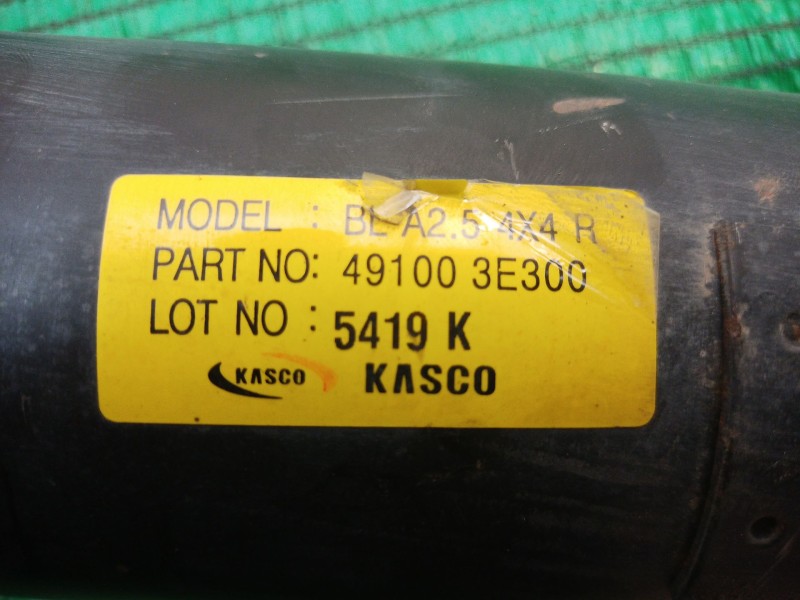 MODEL : BL A2.5 4X4 R
PART NO: 49100 3E300
LOT NO : 5419 K
KASCO KASCO